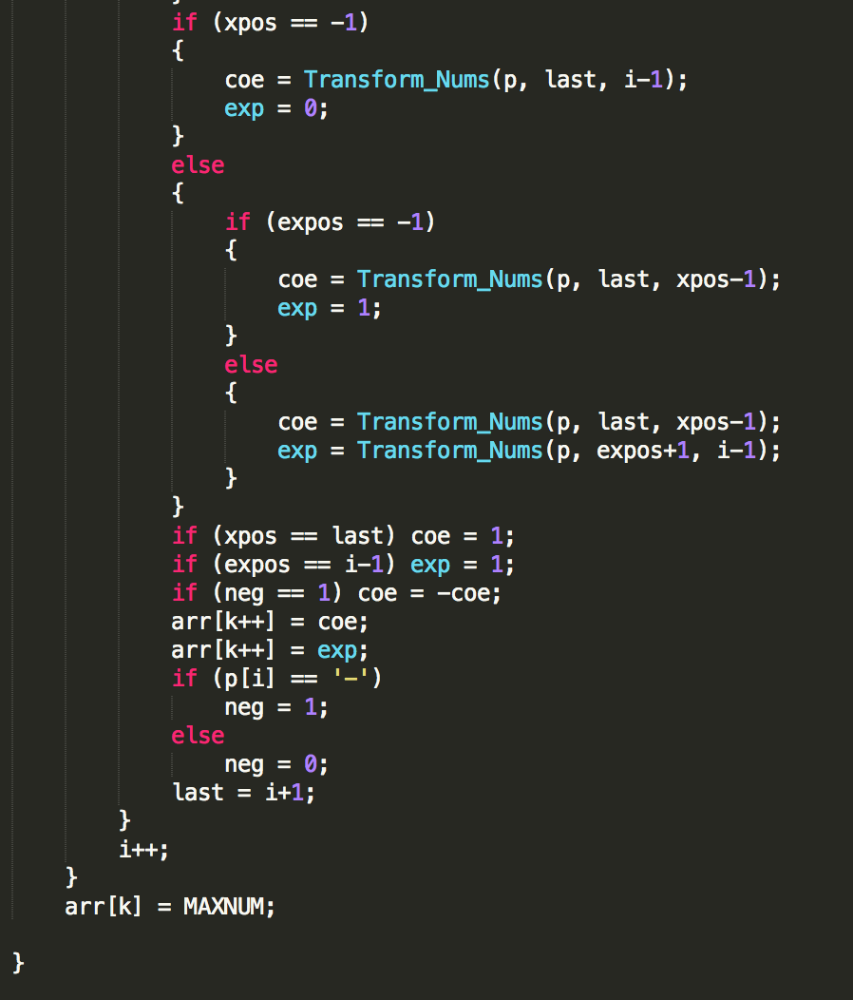 if (xpos == -1)
{
coe = Transform_Nums(p, last, i-1);
exp = 0;
}
else
{
if (expos == -1)
{
coe = Transform_Nums(p, last, xpos-1);
exp = 1;
}
else
{
coe = Transform_Nums(p, last, xpos-1);
exp = Transform_Nums(p, expos+1, i-1);
}
}
if (xpos == last) coe = 1;
if (expos == i-1) exp = 1;
if (neg == 1) coe = -coe;
arr[k++] = coe;
arr[k++] = exp;
if (p[i] == '-')
neg = 1;
else
neg = 0;
last = i+1;
}
i++;
}
arr[k] = MAXNUM;
}